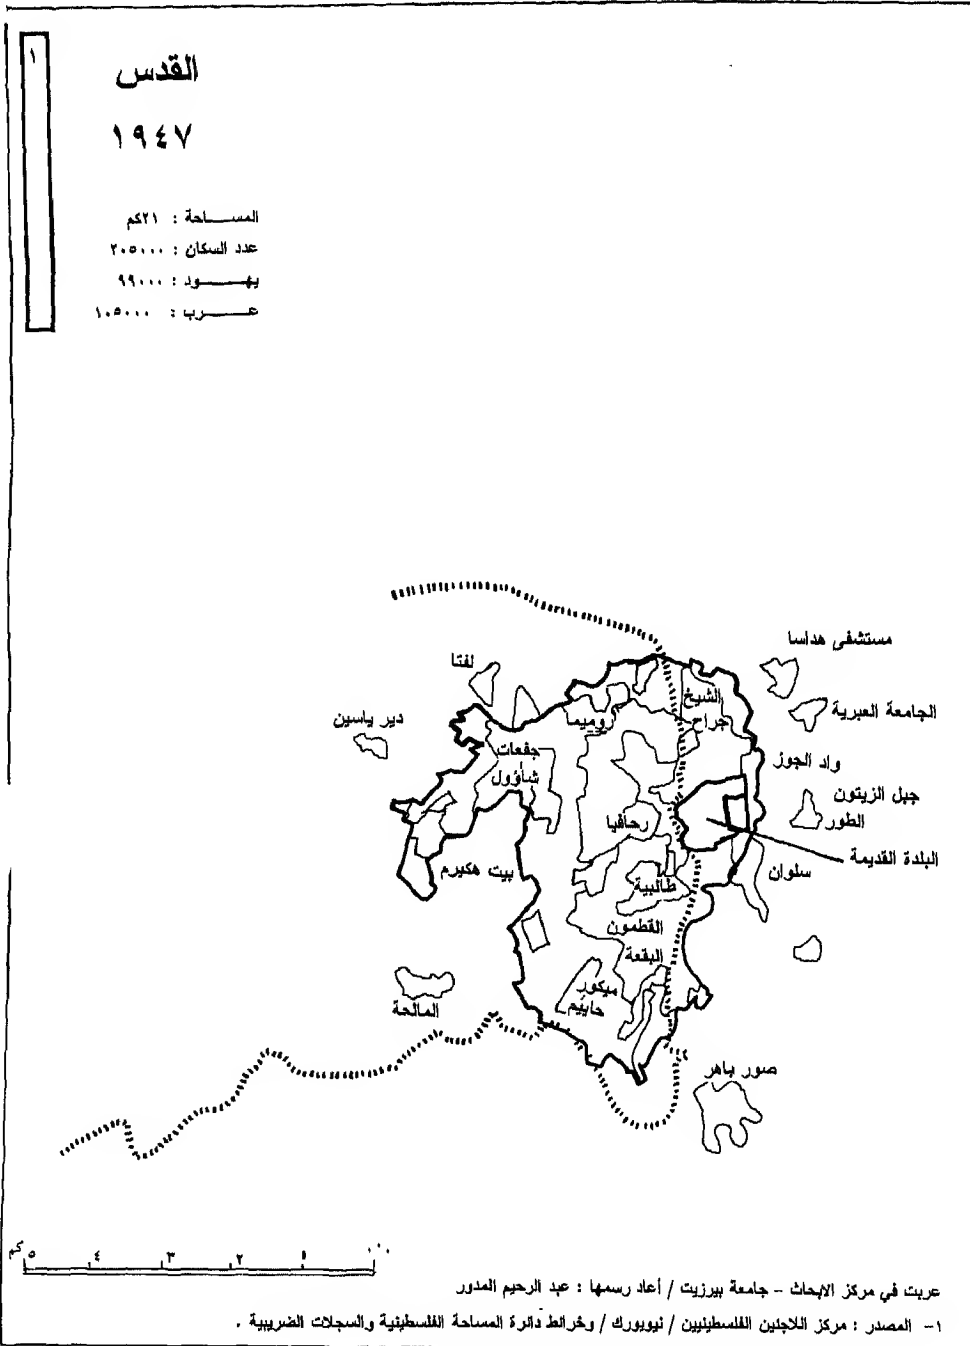 ١
القدس
١٩٤٧
المساحة : ٢١كم
عدد السكان : ٢٠٥٠٠٠
يهود : ٩٩٠٠٠
عرب : ١٠٥٠٠٠
مستشفى هداسا
لفتا
الشيخ
جراح
الجامعة العبرية
روميما
دير ياسين
جفعات
شاؤول
واد الجوز
جبل الزيتون
الطور
رحافيا
البلدة القديمة
بيت هكيرم
سلوان
طالبية
القطمون
البقعة
ميكور
حاييم
المالحة
صور باهر
كم ٥ ٤ ٣ ٢ ١ ٠٠٠
عربت في مركز الابحاث - جامعة بيرزيت / أعاد رسمها : عبد الرحيم المدور
١- المصدر : مركز اللاجئين الفلسطينيين / نيويورك / وخرائط دائرة المساحة الفلسطينية والسجلات الضريبية .